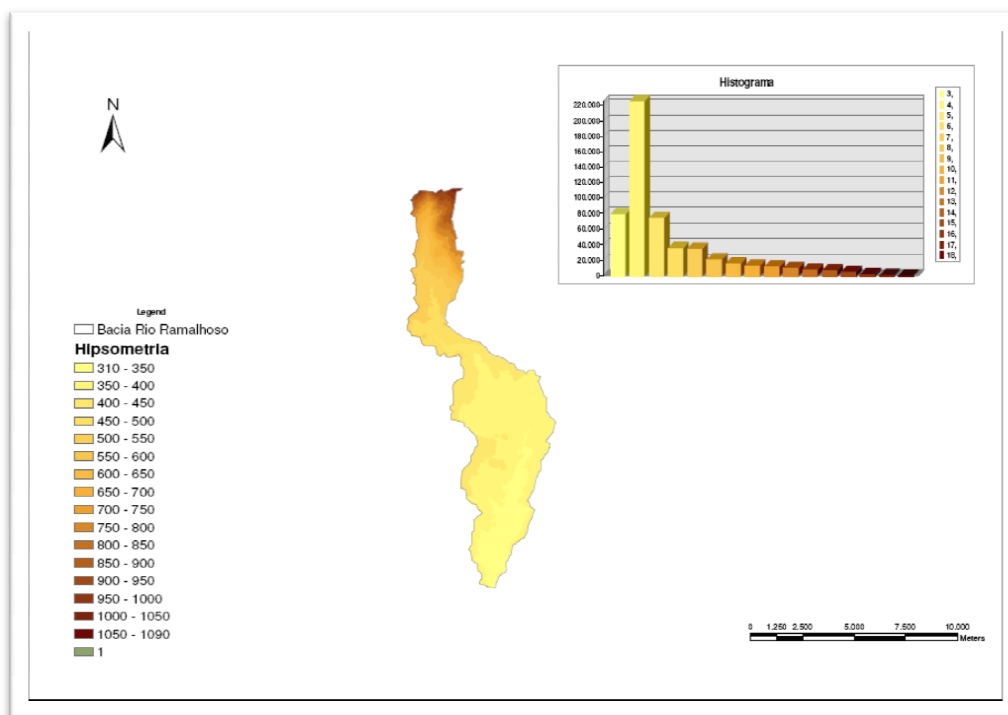 N
Histograma
220.000
200.000
180.000
160.000
140.000
120.000
100.000
80.000
60.000
40.000
20.000
0
3,
4,
5,
6,
7,
8,
9,
10,
11,
12,
13,
14,
15,
16,
17,
18,
Legend
Bacia Rio Ramalhoso
Hipsometria
310 - 350
350 - 400
400 - 450
450 - 500
500 - 550
550 - 600
600 - 650
650 - 700
700 - 750
750 - 800
800 - 850
850 - 900
900 - 950
950 - 1000
1000 - 1050
1050 - 1090
1
0 1.250 2.500 5.000 7.500 10.000
Meters